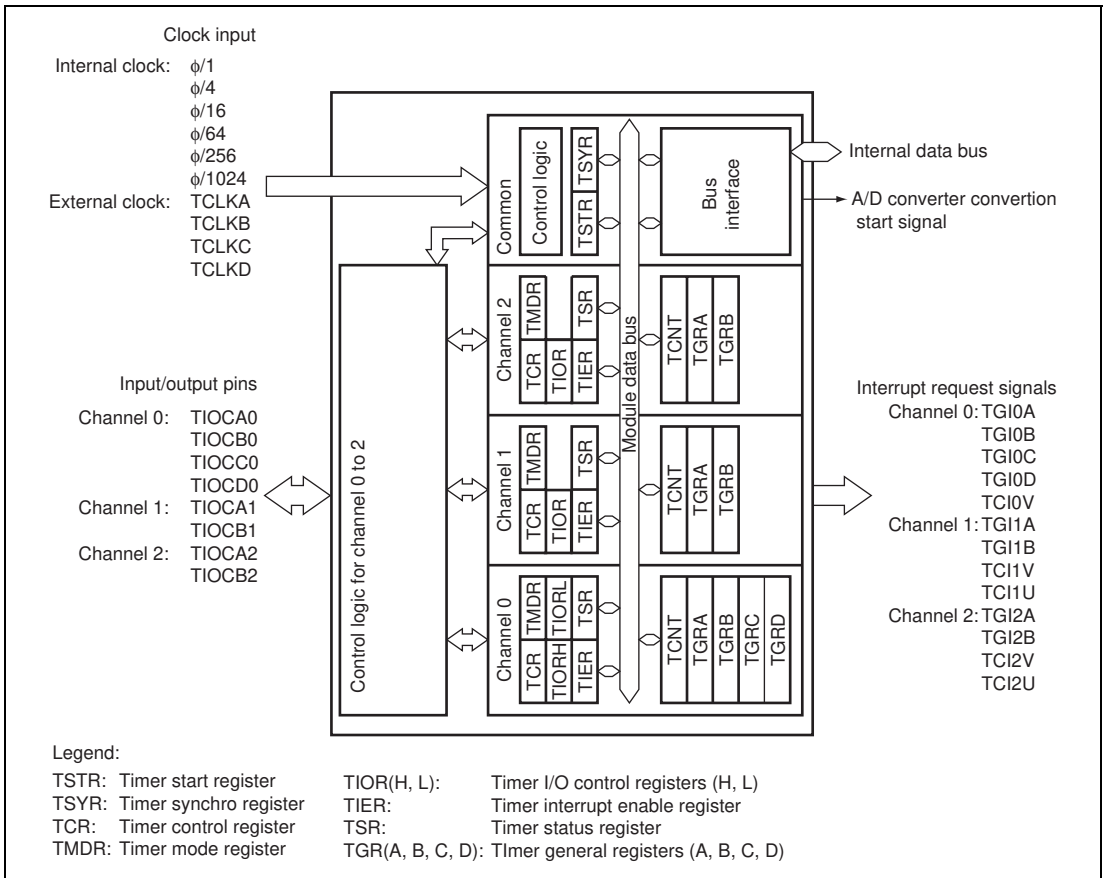 Clock input
Internal clock: ϕ/1
ϕ/4
ϕ/16
ϕ/64
ϕ/256
ϕ/1024
External clock: TCLKA
TCLKB
TCLKC
TCLKD
Input/output pins
Channel 0: TIOCA0
TIOCB0
TIOCC0
TIOCD0
Channel 1: TIOCA1
TIOCB1
Channel 2: TIOCA2
TIOCB2
Control logic for channel 0 to 2
Common
Control logic
TSTR TSYR
Bus
interface
Channel 2
TCR TMDR
TIOR
TIER TSR
TCNT
TGRA
TGRB
Channel 1
TCR TMDR
TIOR
TIER TSR
TCNT
TGRA
TGRB
Channel 0
TCR TMDR
TIORH TIORL
TIER TSR
TCNT
TGRA
TGRB
TGRC
TGRD
Module data bus
Internal data bus
A/D converter convertion
start signal
Interrupt request signals
Channel 0: TGI0A
TGI0B
TGI0C
TGI0D
TCI0V
Channel 1: TGI1A
TGI1B
TCI1V
TCI1U
Channel 2: TGI2A
TGI2B
TCI2V
TCI2U
Legend:
TSTR: Timer start register
TSYR: Timer synchro register
TCR: Timer control register
TMDR: Timer mode register
TIOR(H, L): Timer I/O control registers (H, L)
TIER: Timer interrupt enable register
TSR: Timer status register
TGR(A, B, C, D): TImer general registers (A, B, C, D)